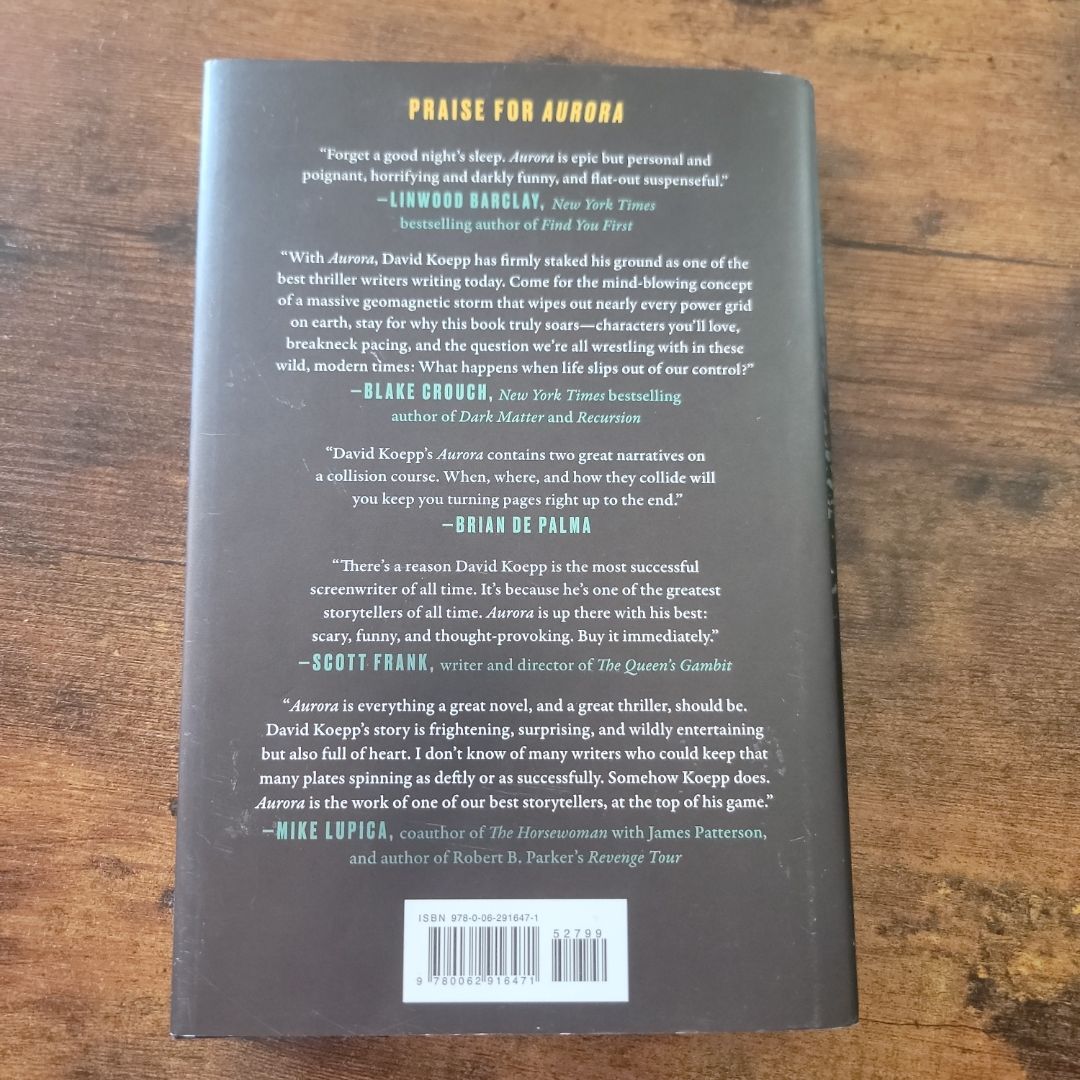 PRAISE FOR AURORA
“Forget a good night’s sleep. Aurora is epic but personal and
poignant, horrifying and darkly funny, and flat-out suspenseful.”
—LINWOOD BARCLAY, New York Times
bestselling author of Find You First
“With Aurora, David Koepp has firmly staked his ground as one of the
best thriller writers writing today. Come for the mind-blowing concept
of a massive geomagnetic storm that wipes out nearly every power grid
on earth, stay for why this book truly soars—characters you’ll love,
breakneck pacing, and the question we’re all wrestling with in these
wild, modern times: What happens when life slips out of our control?”
—BLAKE CROUCH, New York Times bestselling
author of Dark Matter and Recursion
“David Koepp’s Aurora contains two great narratives on
a collision course. When, where, and how they collide will
you keep you turning pages right up to the end.”
—BRIAN DE PALMA
“There’s a reason David Koepp is the most successful
screenwriter of all time. It’s because he’s one of the greatest
storytellers of all time. Aurora is up there with his best:
scary, funny, and thought-provoking. Buy it immediately.”
—SCOTT FRANK, writer and director of The Queen’s Gambit
“Aurora is everything a great novel, and a great thriller, should be.
David Koepp’s story is frightening, surprising, and wildly entertaining
but also full of heart. I don’t know of many writers who could keep that
many plates spinning as deftly or as successfully. Somehow Koepp does.
Aurora is the work of one of our best storytellers, at the top of his game.”
—MIKE LUPICA, coauthor of The Horsewoman with James Patterson,
and author of Robert B. Parker’s Revenge Tour
ISBN 978-0-06-291647-1
52799
9 780062 916471